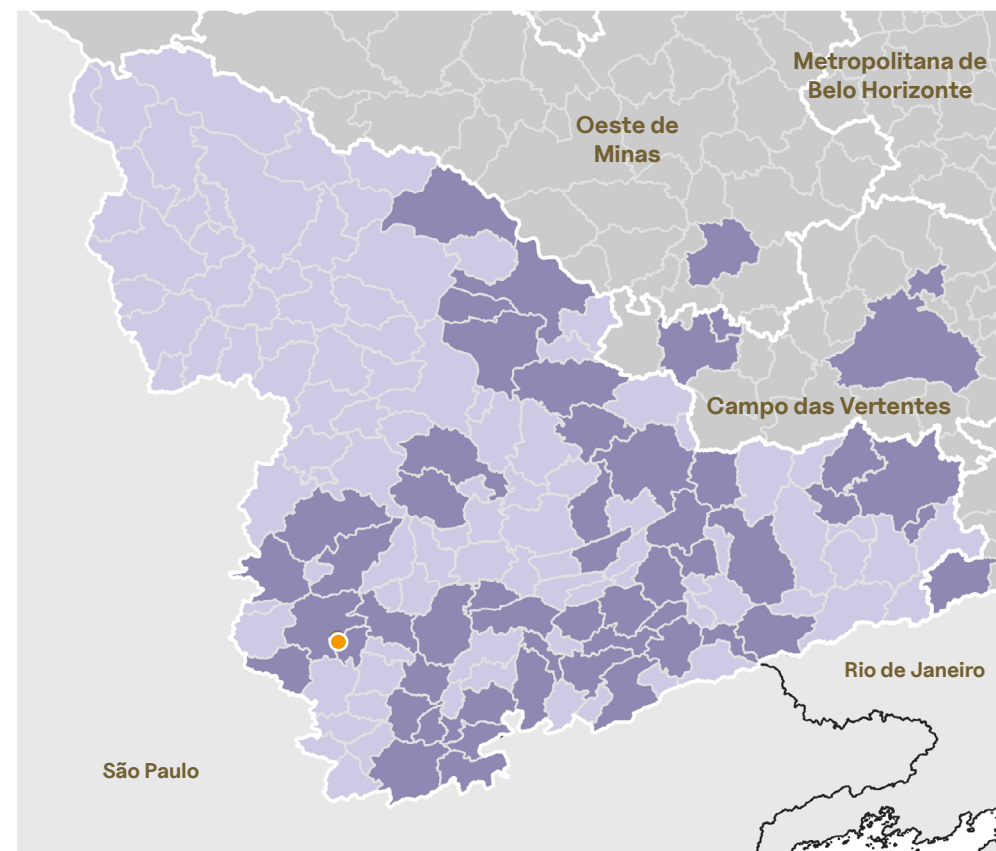 Metropolitana de
Belo Horizonte
Oeste de
Minas
Campo das Vertentes
Rio de Janeiro
São Paulo